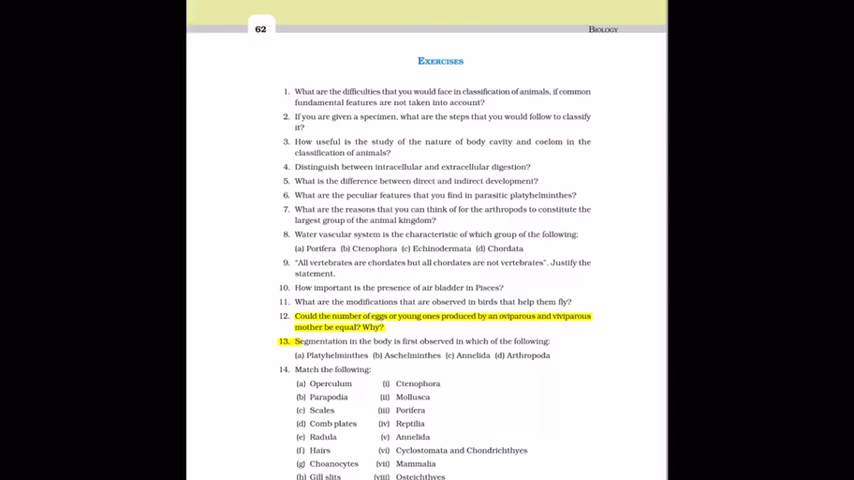 62
BIOLOGY
EXERCISES
1. What are the difficulties that you would face in classification of animals, if common
fundamental features are not taken into account?
2. If you are given a specimen, what are the steps that you would follow to classify
it?
3. How useful is the study of the nature of body cavity and coelom in the
classification of animals?
4. Distinguish between intracellular and extracellular digestion?
5. What is the difference between direct and indirect development?
6. What are the peculiar features that you find in parasitic platyhelminthes?
7. What are the reasons that you can think of for the arthropods to constitute the
largest group of the animal kingdom?
8. Water vascular system is the characteristic of which group of the following:
(a) Porifera (b) Ctenophora (c) Echinodermata (d) Chordata
9. "All vertebrates are chordates but all chordates are not vertebrates". Justify the
statement.
10. How important is the presence of air bladder in Pisces?
11. What are the modifications that are observed in birds that help them fly?
12. Could the number of eggs or young ones produced by an oviparous and viviparous
mother be equal? Why?
13. Segmentation in the body is first observed in which of the following:
(a) Platyhelminthes (b) Aschelminthes (c) Annelida (d) Arthropoda
14. Match the following:
(a) Operculum (i) Ctenophora
(b) Parapodia (ii) Mollusca
(c) Scales (iii) Porifera
(d) Comb plates (iv) Reptilia
(e) Radula (v) Annelida
(f) Hairs (vi) Cyclostomata and Chondrichthyes
(g) Choanocytes (vii) Mammalia
(h) Gill slits (viii) Osteichthyes